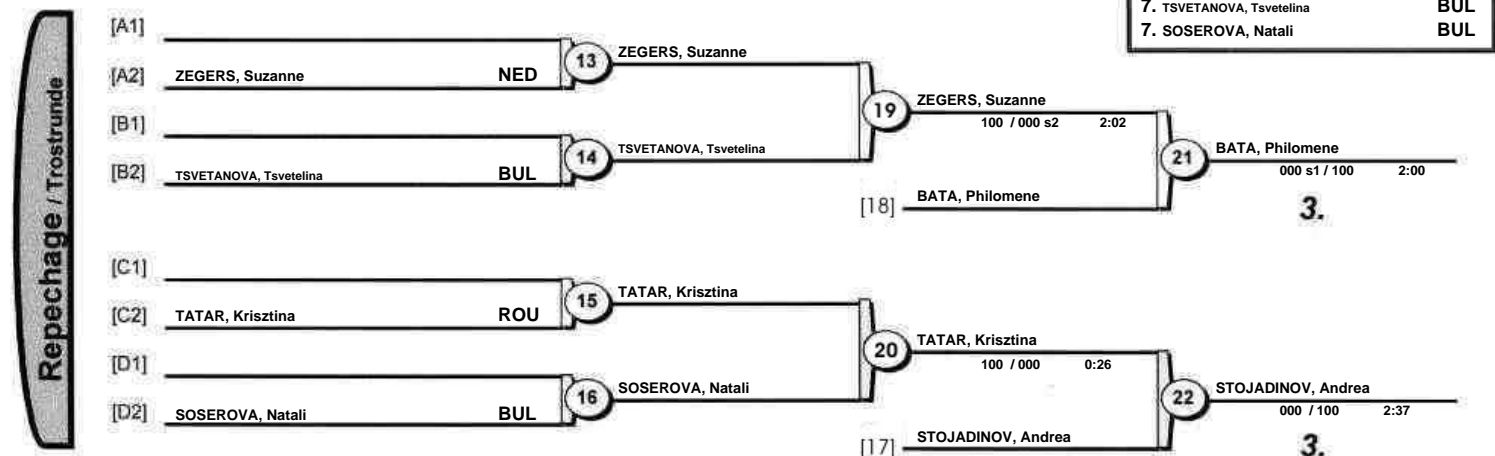 7. TSVETANOVA, Tsvetelina BUL
7. SOSEROVA, Natali BUL
Repechage / Trostrunde
[A1]
[A2] ZEGERS, Suzanne NED
13 ZEGERS, Suzanne
[B1]
[B2] TSVETANOVA, Tsvetelina BUL
14 TSVETANOVA, Tsvetelina
19 ZEGERS, Suzanne
100 / 000 s2 2:02
[18] BATA, Philomene
21 BATA, Philomene
000 s1 / 100 2:00
3.
[C1]
[C2] TATAR, Krisztina ROU
15 TATAR, Krisztina
[D1]
[D2] SOSEROVA, Natali BUL
16 SOSEROVA, Natali
20 TATAR, Krisztina
100 / 000 0:26
[17] STOJADINOV, Andrea
22 STOJADINOV, Andrea
000 / 100 2:37
3.